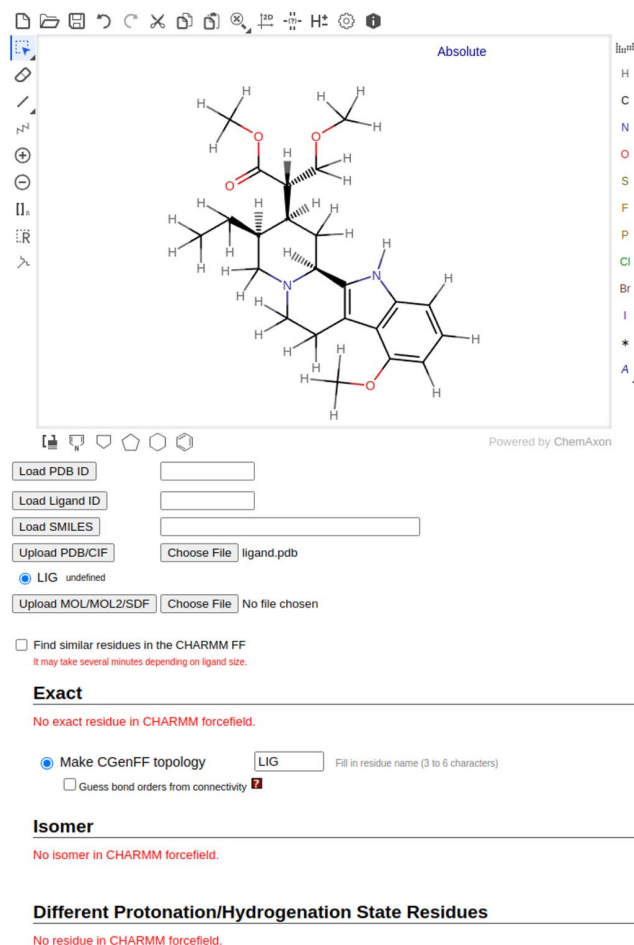 2D
H±
Absolute
H
C
N
O
S
F
P
Cl
Br
I
*
A
[]n
R
H H
H H
H O O H
H H
O H
H H H H
H H
H H H
H H N H
H N
H
H H
H H H
H O
H H
N
Powered by ChemAxon
Load PDB ID
Load Ligand ID
Load SMILES
Upload PDB/CIF Choose File ligand.pdb
LIG undefined
Upload MOL/MOL2/SDF Choose File No file chosen
Find similar residues in the CHARMM FF
It may take several minutes depending on ligand size.
Exact
No exact residue in CHARMM forcefield.
Make CGenFF topology LIG Fill in residue name (3 to 6 characters)
Guess bond orders from connectivity ?
Isomer
No isomer in CHARMM forcefield.
Different Protonation/Hydrogenation State Residues
No residue in CHARMM forcefield.